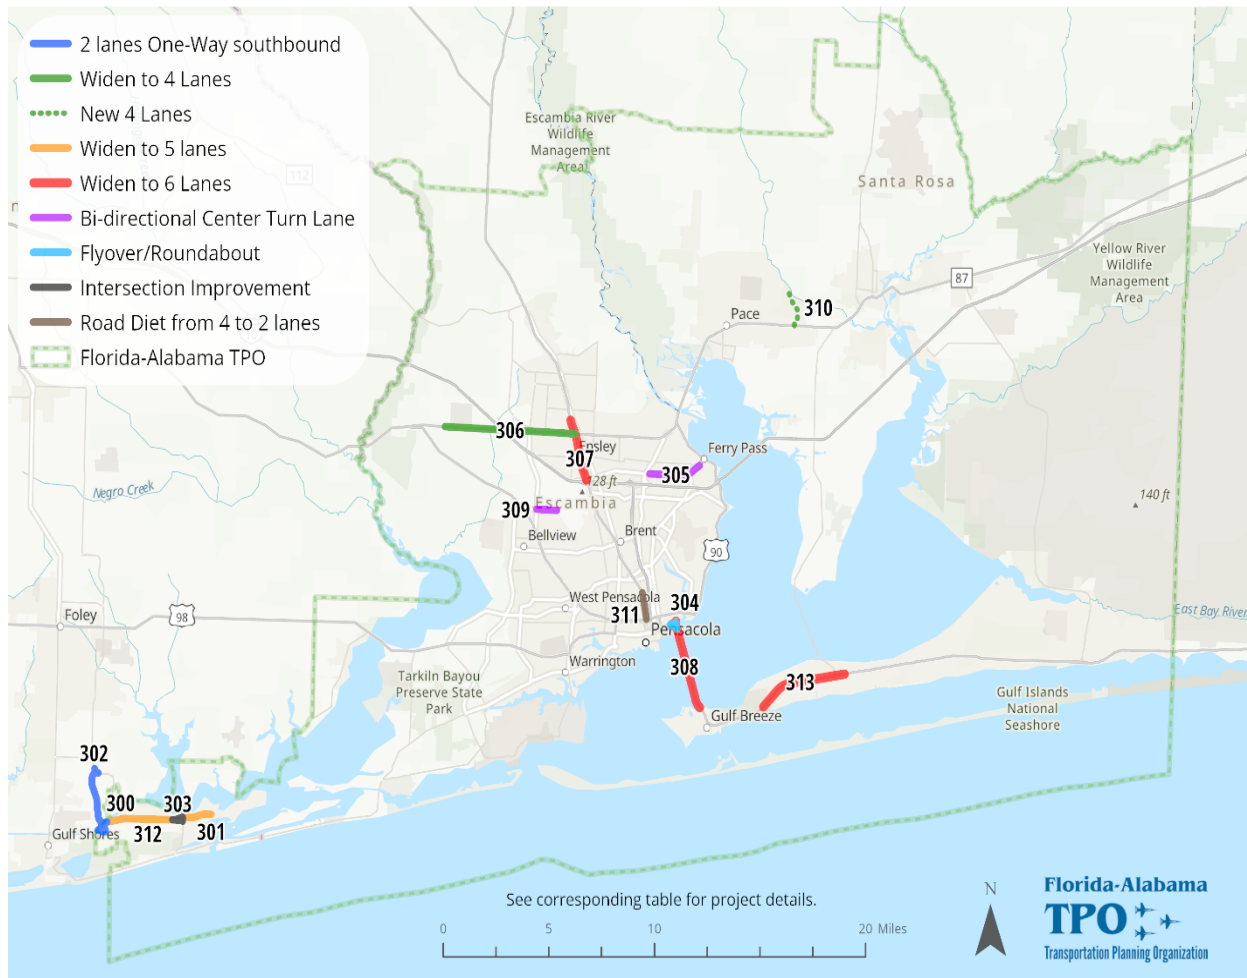 2 lanes One-Way southbound
Widen to 4 Lanes
New 4 Lanes
Widen to 5 lanes
Widen to 6 Lanes
Bi-directional Center Turn Lane
Flyover/Roundabout
Intersection Improvement
Road Diet from 4 to 2 lanes
Florida-Alabama TPO
112
Escambia River
Wildlife
Management
Area
Santa Rosa
Yellow River
Wildlife
Management
Area
87
310
Pace
306
Ensley
307
Ferry Pass
305
128 ft
Escambia
Negro Creek
140 ft
309
Brent
Bellview
90
West Pensacola
304
311
Foley
98
Pensacola
East Bay River
Warrington
308
313
Tarkiln Bayou
Preserve State
Park
Gulf Islands
National
Seashore
Gulf Breeze
302
300
303
Gulf Shores
312
301
See corresponding table for project details.
0 5 10 20 Miles
N
Florida-Alabama
TPO
Transportation Planning Organization